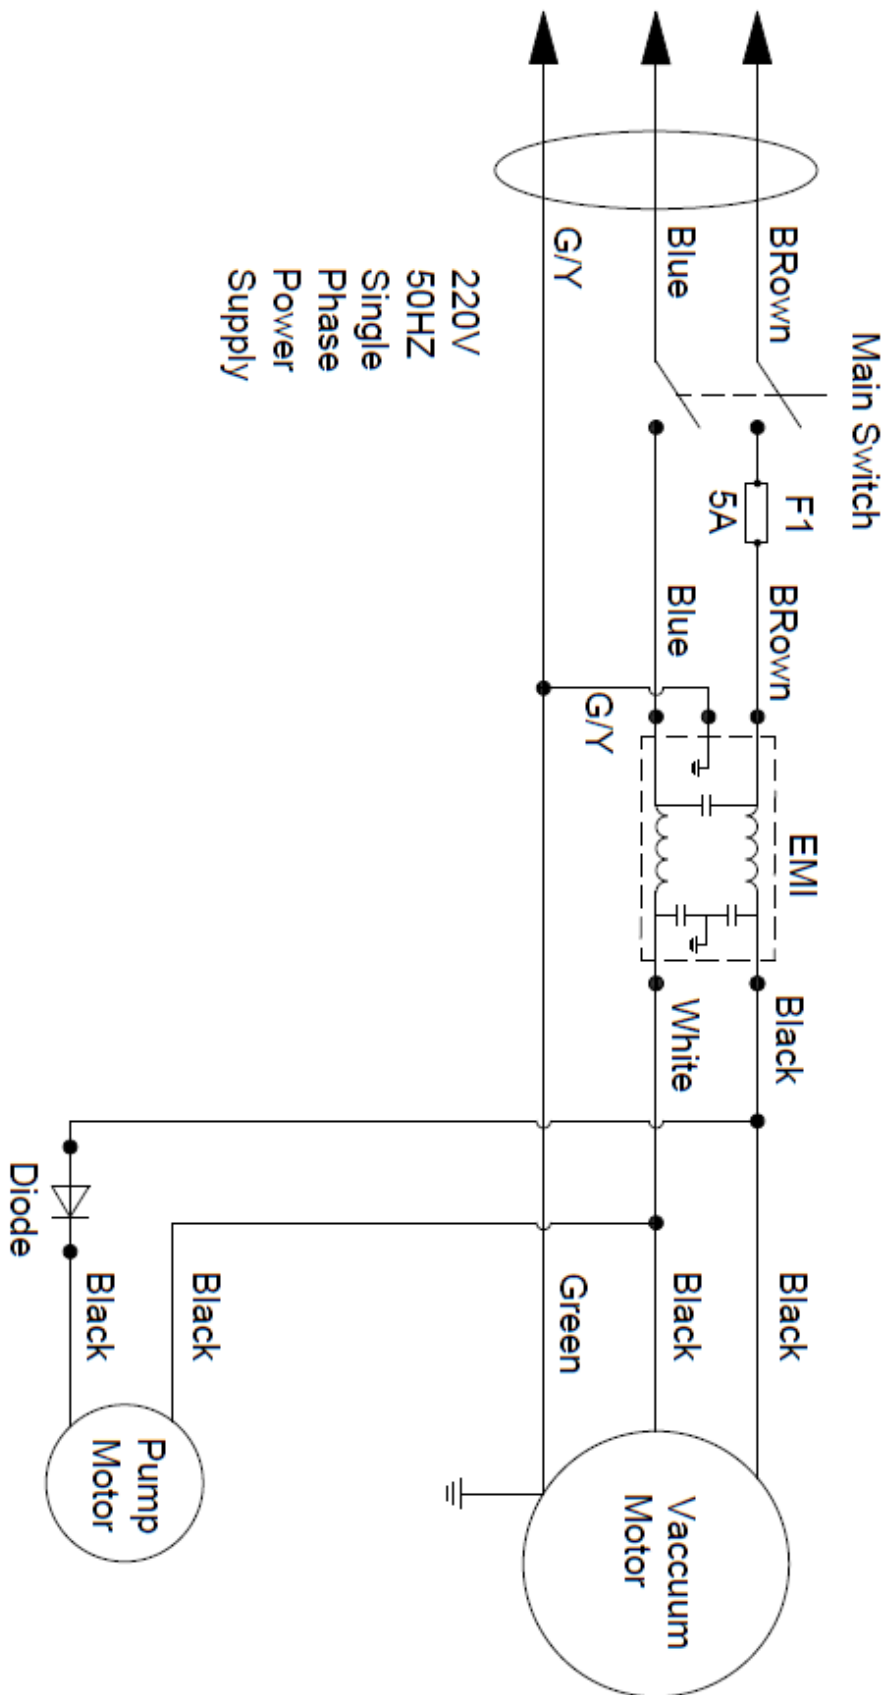 Main Switch
BRown
Blue
G/Y
220V
50HZ
Single
Phase
Power
Supply
F1
5A
BRown
Blue
G/Y
EMI
Black
White
Black
Black
Green
Black
Black
Diode
Vaccuum
Motor
Pump
Motor